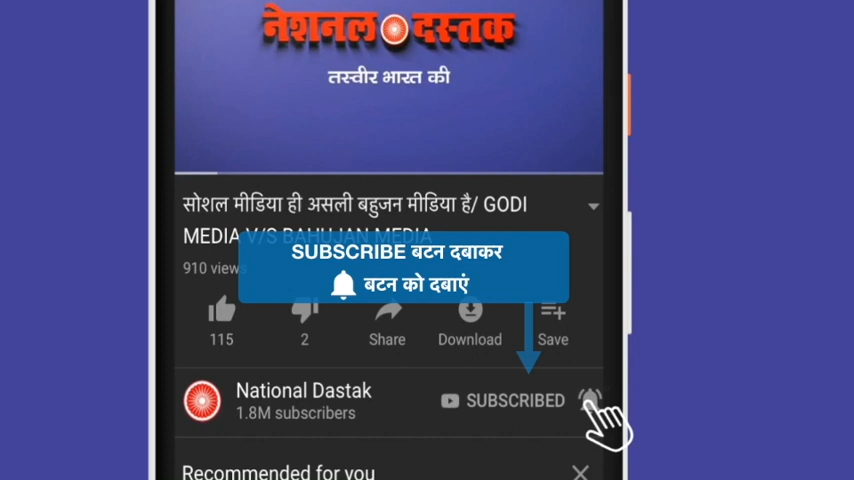 नेशनल दस्तक
तस्वीर भारत की
सोशल मीडिया ही असली बहुजन मीडिया है/ GODI
MEDIA V/S BAHUJAN MEDIA
SUBSCRIBE बटन दबाकर
बटन को दबाएं
910 views
115
2
Share
Download
Save
National Dastak
SUBSCRIBED
1.8M subscribers
Recommended for you